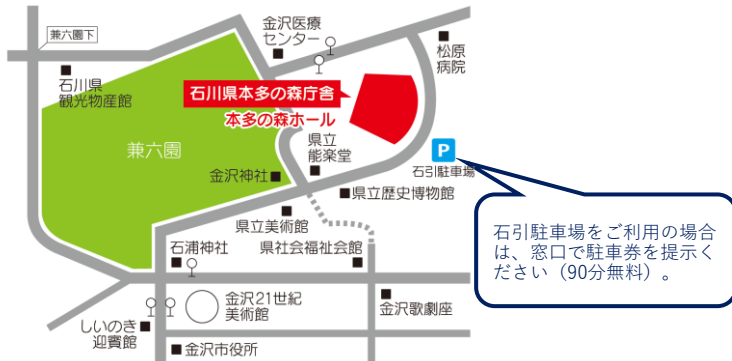 兼六園下
金沢医療
センター
松原
病院
石川県
観光物産館
石川県本多の森庁舎
本多の森ホール
兼六園
県立
能楽堂
P
石引駐車場
金沢神社
県立歴史博物館
県立美術館
石浦神社
県社会福祉会館
石引駐車場をご利用の場合
は、窓口で駐車券を提示く
ださい（90分無料）。
金沢21世紀
美術館
金沢歌劇座
しいのき
迎賓館
金沢市役所